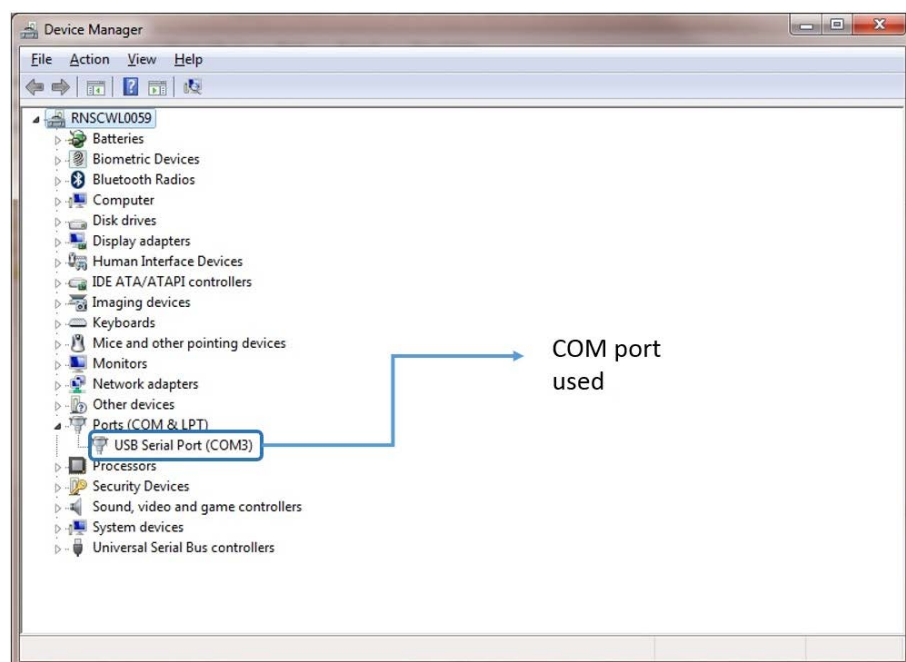 Device Manager
File Action View Help
RNSCWL0059
Batteries
Biometric Devices
Bluetooth Radios
Computer
Disk drives
Display adapters
Human Interface Devices
IDE ATA/ATAPI controllers
Imaging devices
Keyboards
Mice and other pointing devices
Monitors
Network adapters
Other devices
Ports (COM & LPT)
USB Serial Port (COM3)
Processors
Security Devices
Sound, video and game controllers
System devices
Universal Serial Bus controllers
COM port
used